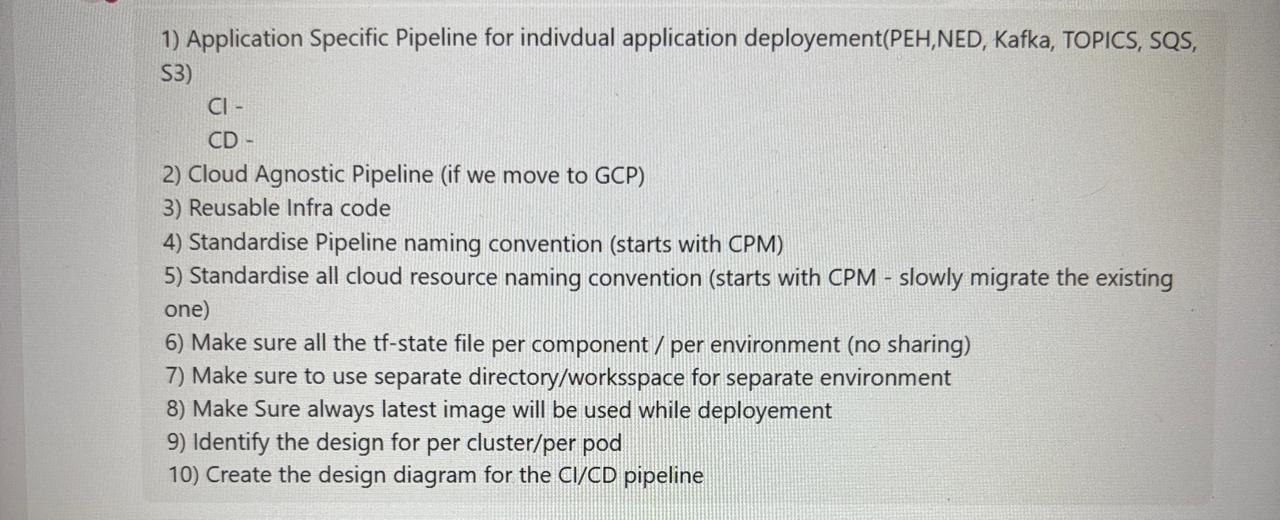 1) Application Specific Pipeline for indivdual application deployement(PEH,NED, Kafka, TOPICS, SQS,
S3)
CI -
CD -
2) Cloud Agnostic Pipeline (if we move to GCP)
3) Reusable Infra code
4) Standardise Pipeline naming convention (starts with CPM)
5) Standardise all cloud resource naming convention (starts with CPM - slowly migrate the existing
one)
6) Make sure all the tf-state file per component / per environment (no sharing)
7) Make sure to use separate directory/worksspace for separate environment
8) Make Sure always latest image will be used while deployement
9) Identify the design for per cluster/per pod
10) Create the design diagram for the CI/CD pipeline